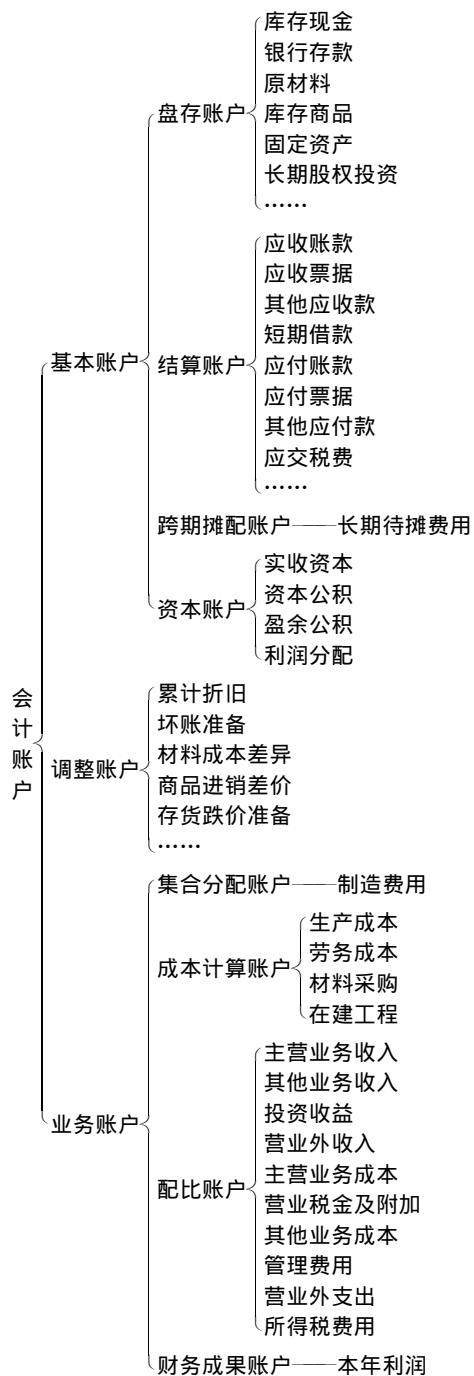 会计账户
基本账户
盘存账户
库存现金
银行存款
原材料
库存商品
固定资产
长期股权投资
……
结算账户
应收账款
应收票据
其他应收款
短期借款
应付账款
应付票据
其他应付款
应交税费
……
跨期摊配账户——长期待摊费用
资本账户
实收资本
资本公积
盈余公积
利润分配
调整账户
累计折旧
坏账准备
材料成本差异
商品进销差价
存货跌价准备
……
业务账户
集合分配账户——制造费用
成本计算账户
生产成本
劳务成本
材料采购
在建工程
配比账户
主营业务收入
其他业务收入
投资收益
营业外收入
主营业务成本
营业税金及附加
其他业务成本
管理费用
营业外支出
所得税费用
财务成果账户——本年利润